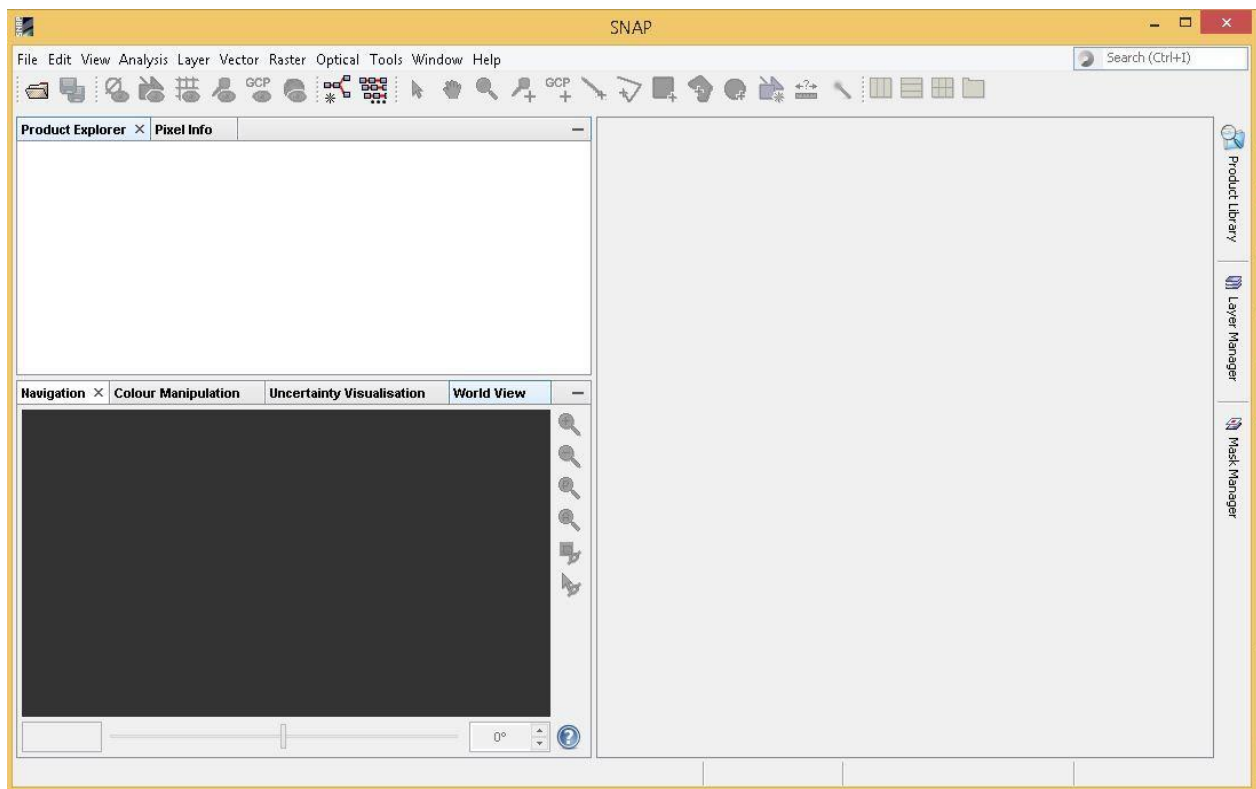 SNAP
File Edit View Analysis Layer Vector Raster Optical Tools Window Help
Search (Ctrl+I)
GCP
GCP
Product Explorer
Pixel Info
Product Library
Layer Manager
Mask Manager
Navigation
Colour Manipulation
Uncertainty Visualisation
World View
0°